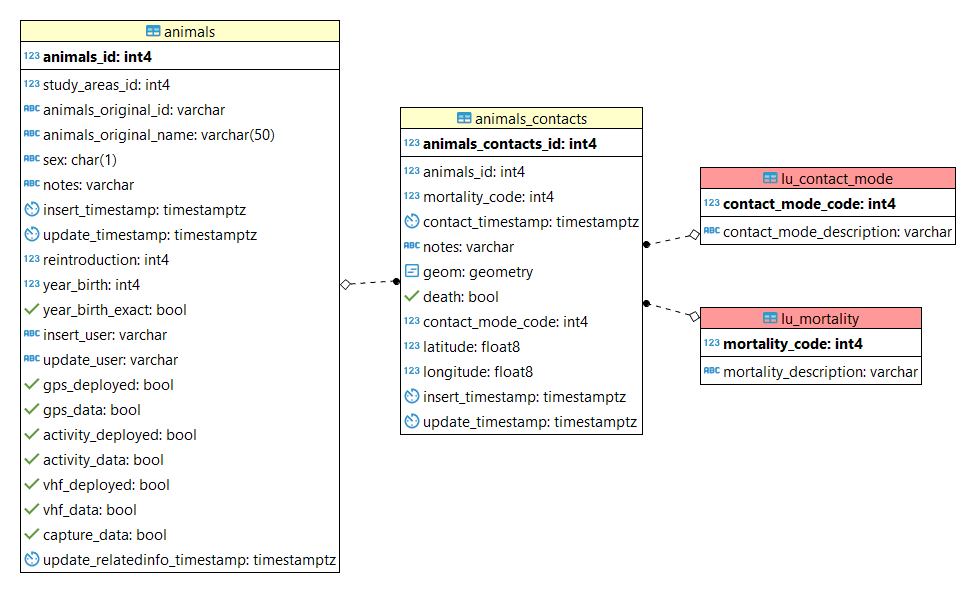 animals
123 animals_id: int4
123 study_areas_id: int4
ABC animals_original_id: varchar
ABC animals_original_name: varchar(50)
ABC sex: char(1)
ABC notes: varchar
insert_timestamp: timestamptz
update_timestamp: timestamptz
123 reintroduction: int4
123 year_birth: int4
year_birth_exact: bool
ABC insert_user: varchar
ABC update_user: varchar
gps_deployed: bool
gps_data: bool
activity_deployed: bool
activity_data: bool
vhf_deployed: bool
vhf_data: bool
capture_data: bool
update_relatedinfo_timestamp: timestamptz
animals_contacts
123 animals_contacts_id: int4
123 animals_id: int4
123 mortality_code: int4
contact_timestamp: timestamptz
ABC notes: varchar
geom: geometry
death: bool
123 contact_mode_code: int4
123 latitude: float8
123 longitude: float8
insert_timestamp: timestamptz
update_timestamp: timestamptz
lu_contact_mode
123 contact_mode_code: int4
ABC contact_mode_description: varchar
lu_mortality
123 mortality_code: int4
ABC mortality_description: varchar